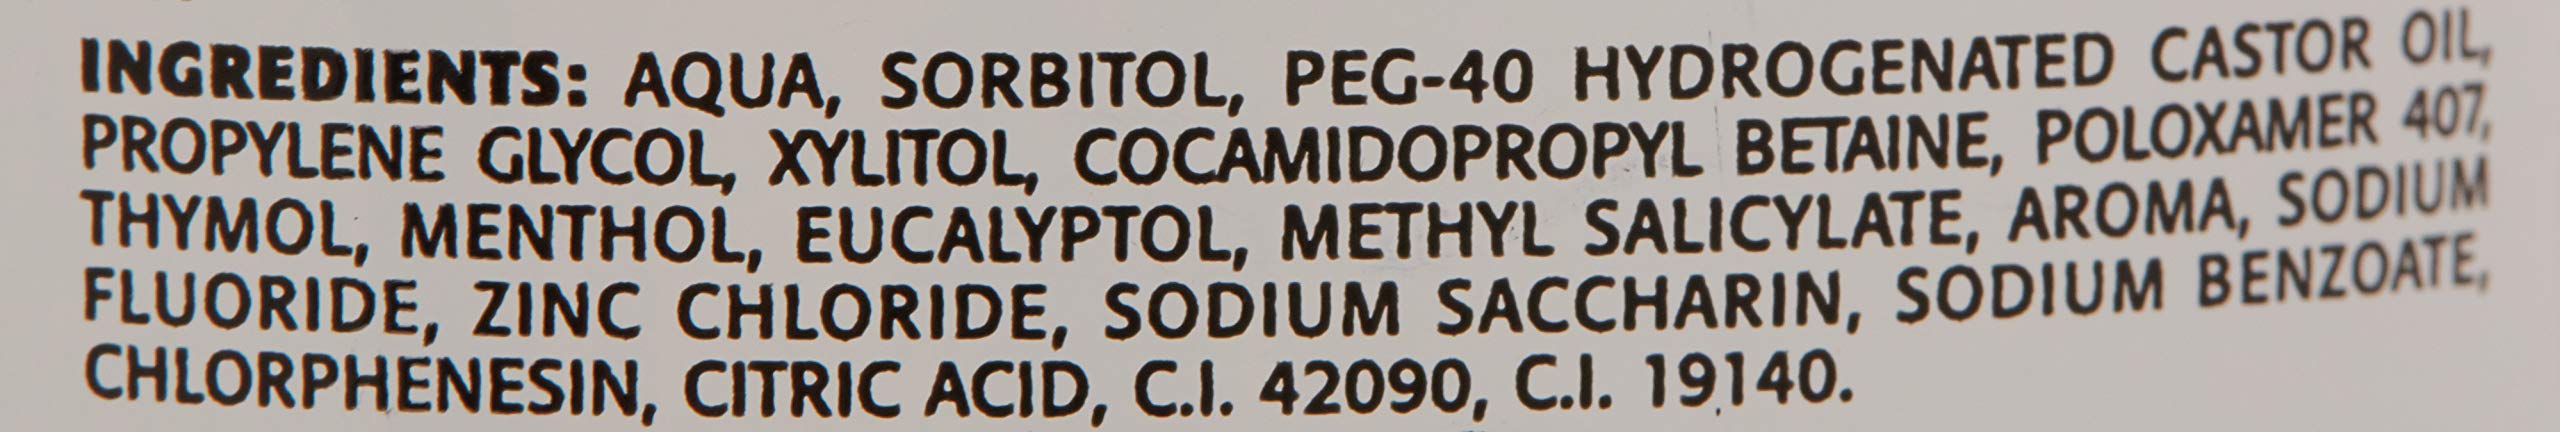 INGREDIENTS: AQUA, SORBITOL, PEG-40 HYDROGENATED CASTOR OIL,
PROPYLENE GLYCOL, XYLITOL, COCAMIDOPROPYL BETAINE, POLOXAMER 407,
THYMOL, MENTHOL, EUCALYPTOL, METHYL SALICYLATE, AROMA, SODIUM
FLUORIDE, ZINC CHLORIDE, SODIUM SACCHARIN, SODIUM BENZOATE,
CHLORPHENESIN, CITRIC ACID, C.I. 42090, C.I. 19140.